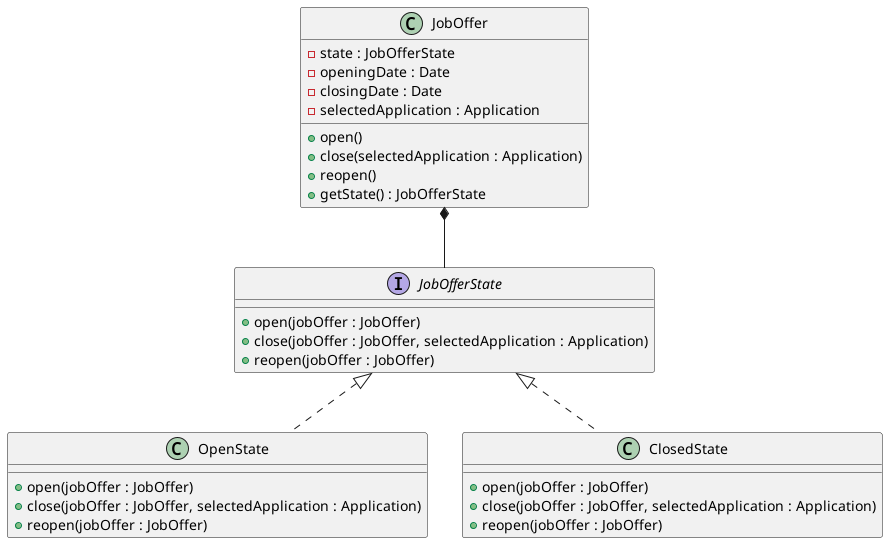 C JobOffer
state : JobOfferState
openingDate : Date
closingDate : Date
selectedApplication : Application
open()
close(selectedApplication : Application)
reopen()
getState() : JobOfferState
I JobOfferState
open(jobOffer : JobOffer)
close(jobOffer : JobOffer, selectedApplication : Application)
reopen(jobOffer : JobOffer)
C OpenState
open(jobOffer : JobOffer)
close(jobOffer : JobOffer, selectedApplication : Application)
reopen(jobOffer : JobOffer)
C ClosedState
open(jobOffer : JobOffer)
close(jobOffer : JobOffer, selectedApplication : Application)
reopen(jobOffer : JobOffer)